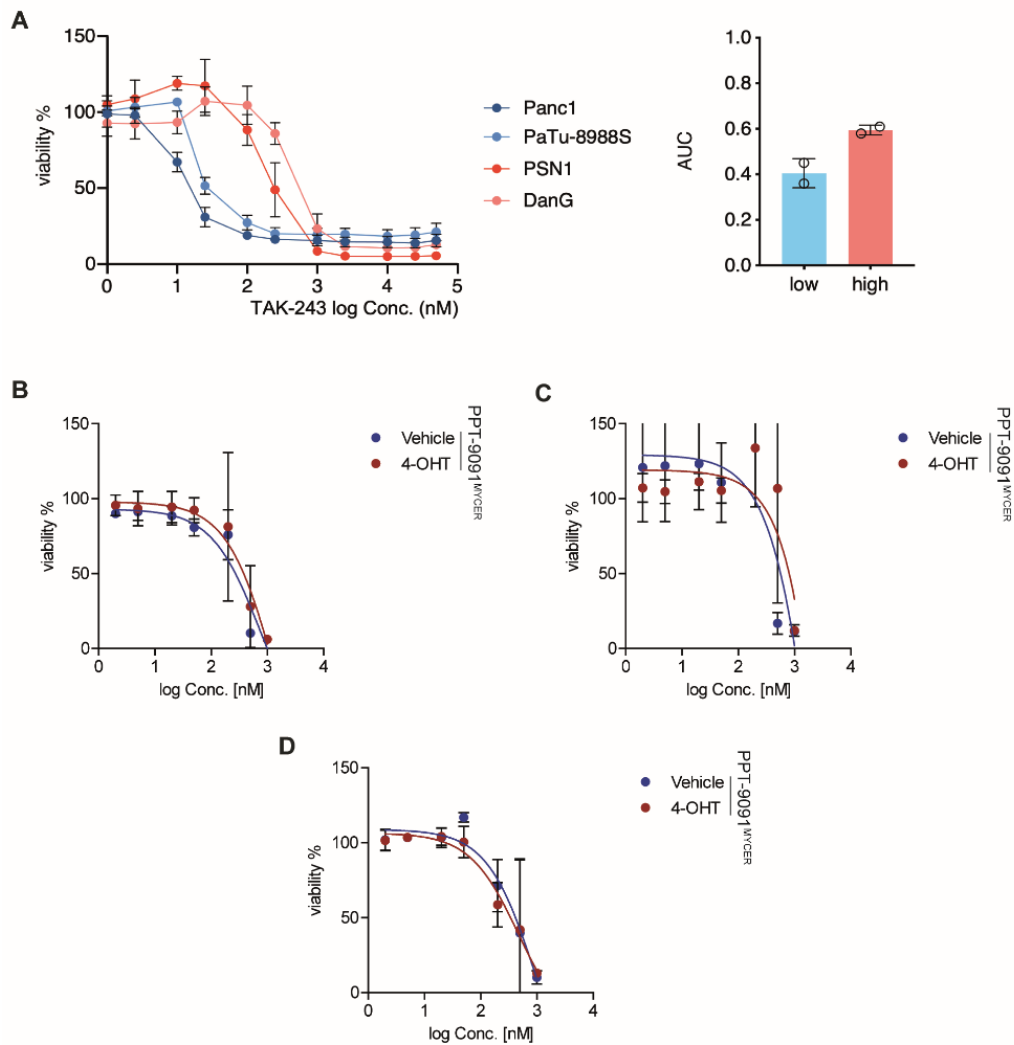 A
viability %
150
100
50
0
0 1 2 3 4 5
TAK-243 log Conc. (nM)
Panc1
PaTu-8988S
PSN1
DanG
AUC
1.0
0.8
0.6
0.4
0.2
0.0
low high
B
viability %
150
100
50
0
0 1 2 3 4
log Conc. [nM]
Vehicle
4-OHT
PPT-9091MYCER
C
viability %
150
100
50
0
0 1 2 3 4
log Conc. [nM]
Vehicle
4-OHT
PPT-9091MYCER
D
viability %
150
100
50
0
0 1 2 3 4
log Conc. [nM]
Vehicle
4-OHT
PPT-9091MYCER